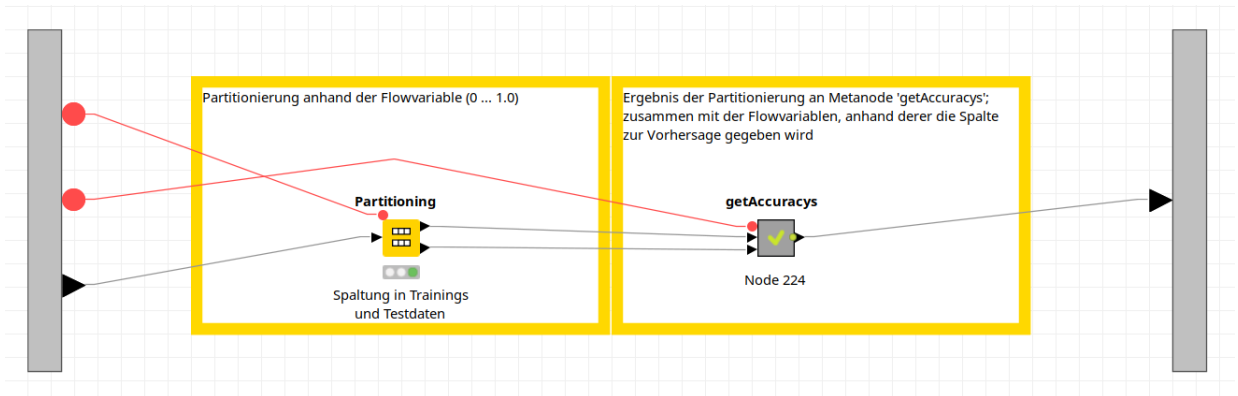 Partitionierung anhand der Flowvariable (0 ... 1.0)
Partitioning
Spaltung in Trainings
und Testdaten
Ergebnis der Partitionierung an Metanode 'getAccuracys';
zusammen mit der Flowvariablen, anhand derer die Spalte
zur Vorhersage gegeben wird
getAccuracys
Node 224